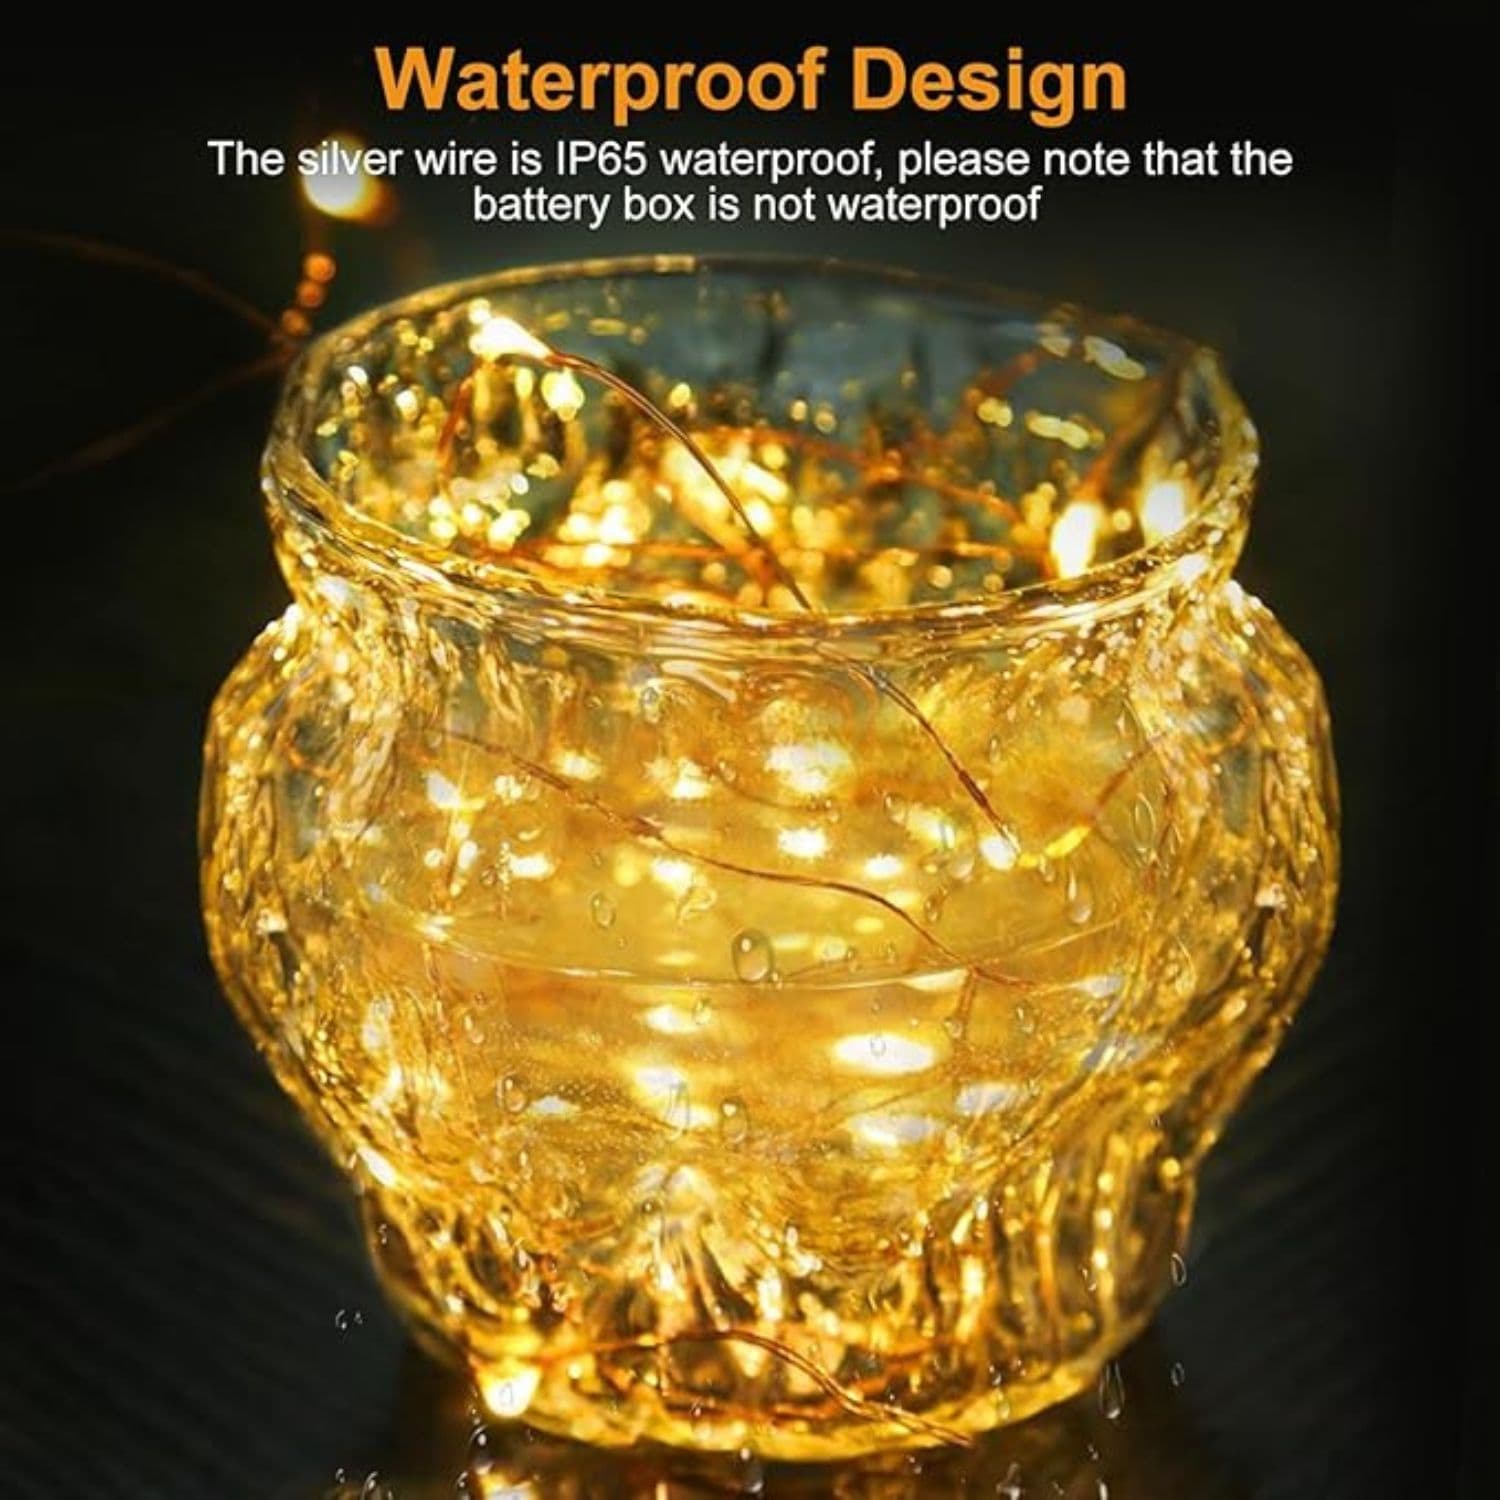 Waterproof Design
The silver wire is IP65 waterproof, please note that the
battery box is not waterproof